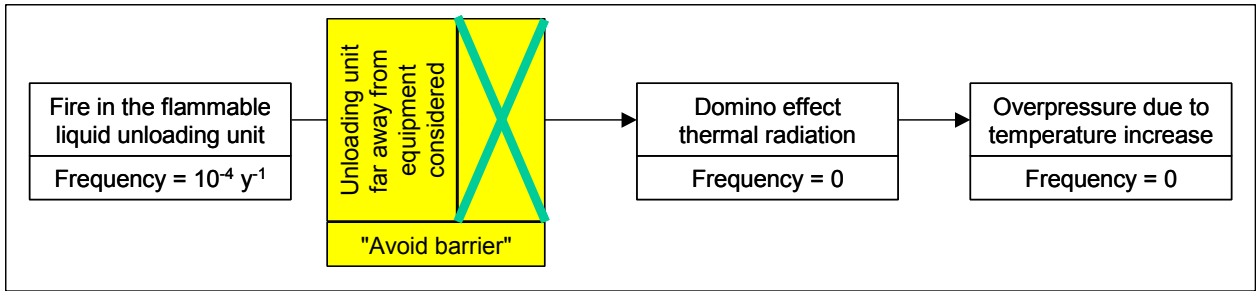 Fire in the flammable
liquid unloading unit
Frequency = 10⁻⁴ y⁻¹
Unloading unit
far away from
equipment
considered
"Avoid barrier"
Domino effect
thermal radiation
Frequency = 0
Overpressure due to
temperature increase
Frequency = 0